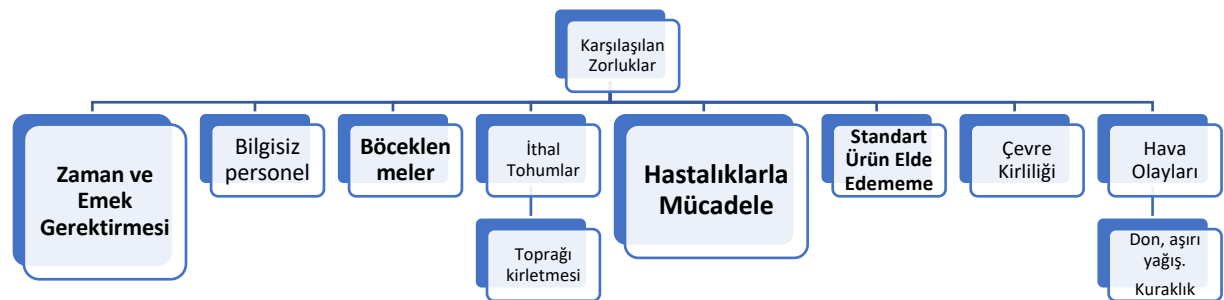 Karşılaşılan
Zorluklar
Zaman ve
Emek
Gerektirmesi
Bilgisiz
personel
Böceklen
meler
İthal
Tohumlar
Toprağı
kirletmesi
Hastalıklarla
Mücadele
Standart
Ürün Elde
Edememe
Çevre
Kirliliği
Hava
Olayları
Don, aşırı
yağış.
Kuraklık